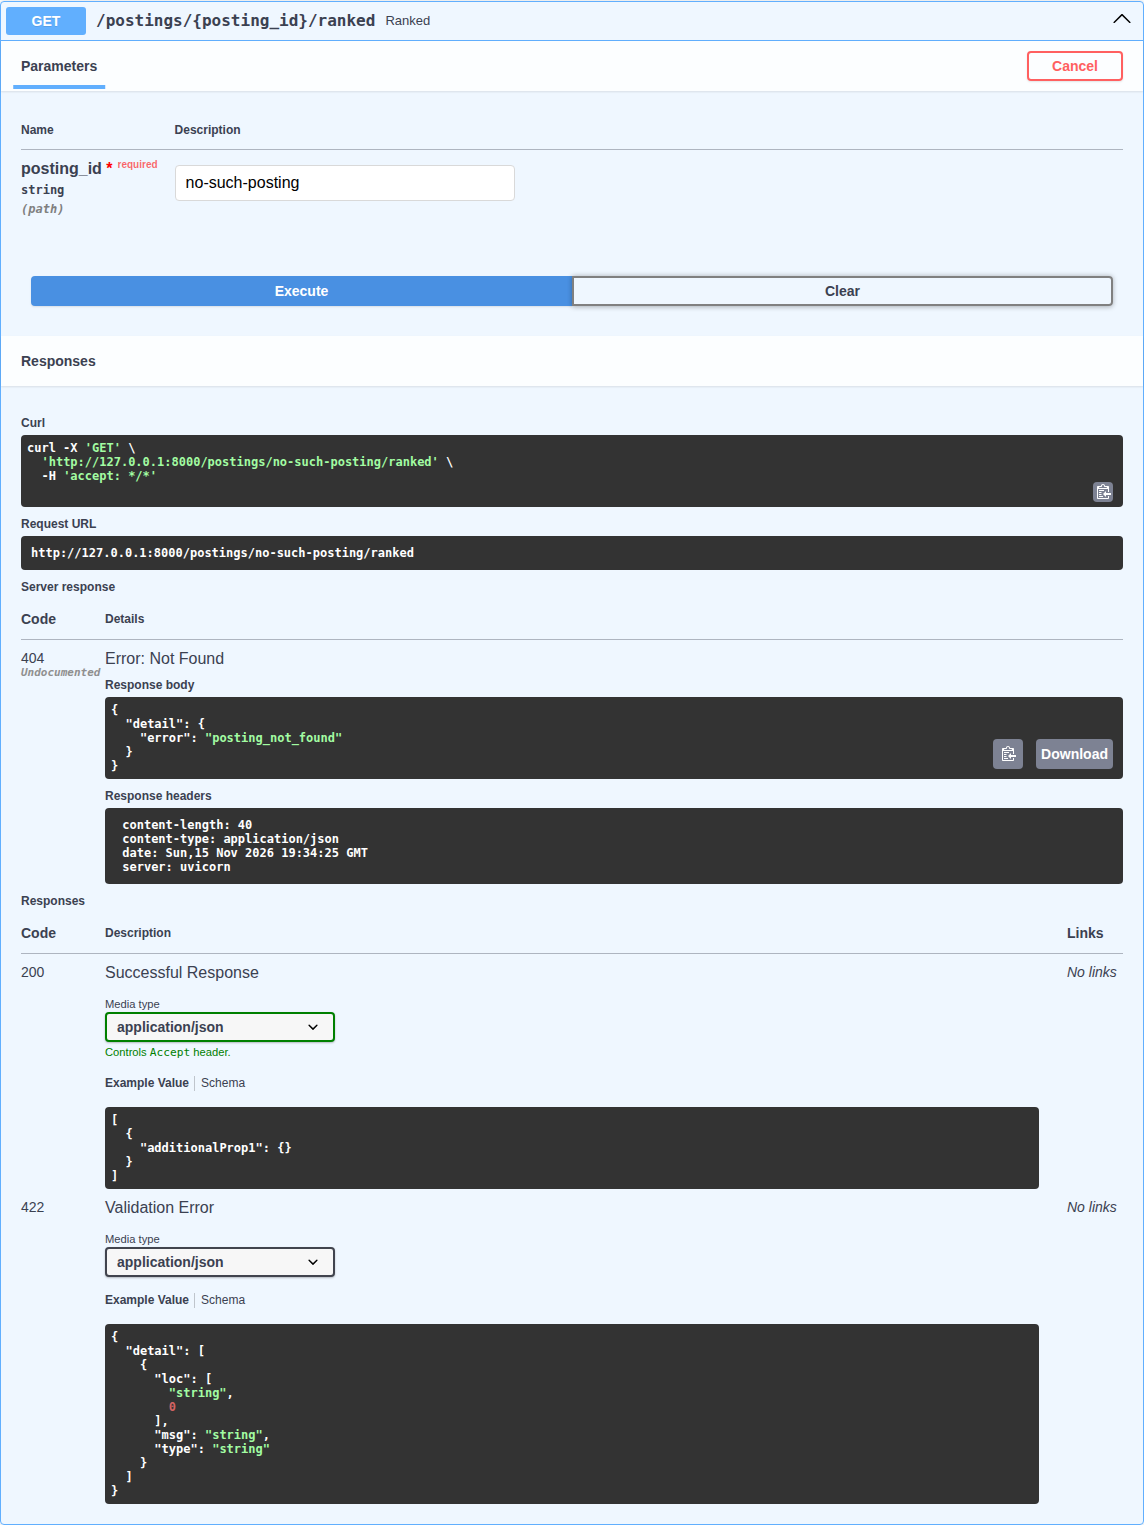 GET /postings/{posting_id}/ranked Ranked
Parameters Cancel
Name Description
posting_id * required
string
(path)
no-such-posting
Execute Clear
Responses
Curl
curl -X 'GET' \
  'http://127.0.0.1:8000/postings/no-such-posting/ranked' \
  -H 'accept: */*'
Request URL
http://127.0.0.1:8000/postings/no-such-posting/ranked
Server response
Code Details
404 Error: Not Found
Undocumented
Response body
{
  "detail": {
    "error": "posting_not_found"
  }
}
Download
Response headers
content-length: 40
content-type: application/json
date: Sun,15 Nov 2026 19:34:25 GMT
server: uvicorn
Responses
Code Description Links
200 Successful Response No links
Media type
application/json
Controls Accept header.
Example Value Schema
[
  {
    "additionalProp1": {}
  }
]
422 Validation Error No links
Media type
application/json
Example Value Schema
{
  "detail": [
    {
      "loc": [
        "string",
        0
      ],
      "msg": "string",
      "type": "string"
    }
  ]
}